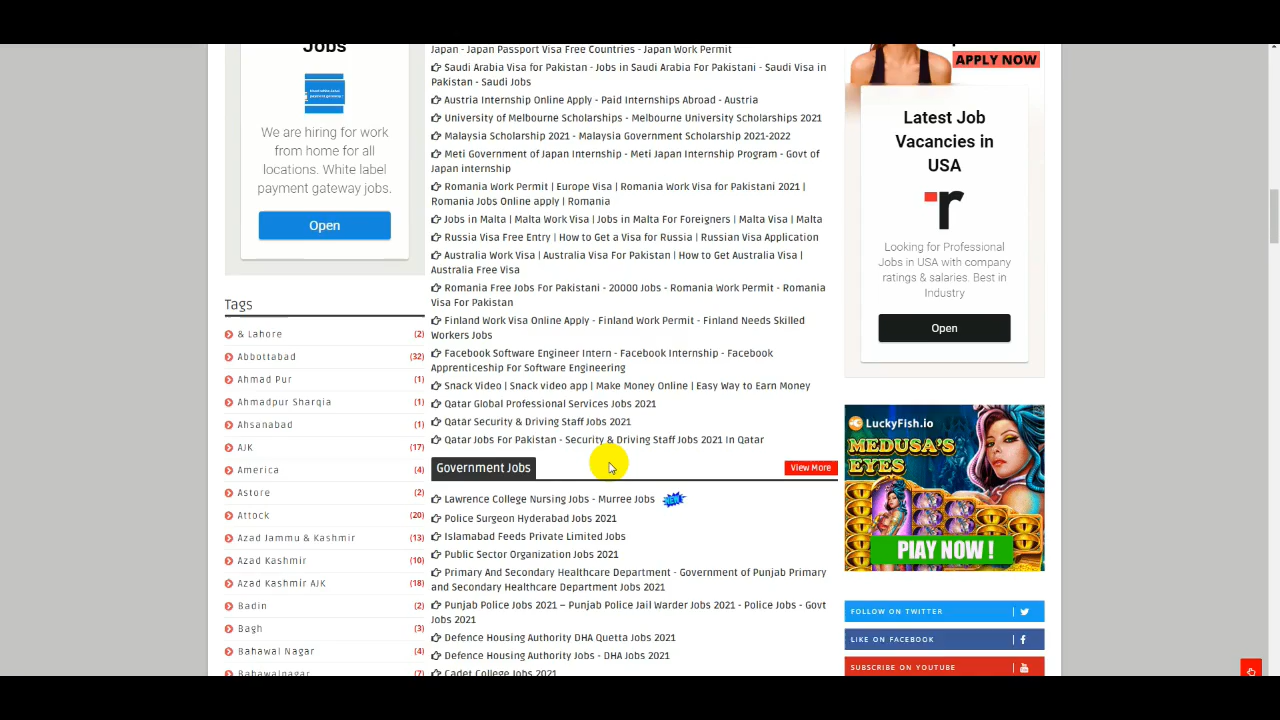 Jobs
We are hiring for work
from home for all
locations. White label
payment gateway jobs.
Open
Tags
& Lahore (2)
Abbottabad (32)
Ahmad Pur (1)
Ahmadpur Sharqia (1)
Ahsanabad (1)
AJK (17)
America (4)
Astore (2)
Attock (20)
Azad Jammu & Kashmir (13)
Azad Kashmir (10)
Azad Kashmir AJK (18)
Badin (2)
Bagh (3)
Bahawal Nagar (4)
Bahawalnagar (7)
Japan - Japan Passport Visa Free Countries - Japan Work Permit
Saudi Arabia Visa for Pakistan - Jobs in Saudi Arabia For Pakistani - Saudi Visa in
Pakistan - Saudi Jobs
Austria Internship Online Apply - Paid Internships Abroad - Austria
University of Melbourne Scholarships - Melbourne University Scholarships 2021
Malaysia Scholarship 2021 - Malaysia Government Scholarship 2021-2022
Meti Government of Japan Internship - Meti Japan Internship Program - Govt of
Japan internship
Romania Work Permit | Europe Visa | Romania Work Visa for Pakistani 2021 |
Romania Jobs Online apply | Romania
Jobs in Malta | Malta Work Visa | Jobs in Malta For Foreigners | Malta Visa | Malta
Russia Visa Free Entry | How to Get a Visa for Russia | Russian Visa Application
Australia Work Visa | Australia Visa For Pakistan | How to Get Australia Visa |
Australia Free Visa
Romania Free Jobs For Pakistani - 20000 Jobs - Romania Work Permit - Romania
Visa For Pakistan
Finland Work Visa Online Apply - Finland Work Permit - Finland Needs Skilled
Workers Jobs
Facebook Software Engineer Intern - Facebook Internship - Facebook
Apprenticeship For Software Engineering
Snack Video | Snack video app | Make Money Online | Easy Way to Earn Money
Qatar Global Professional Services Jobs 2021
Qatar Security & Driving Staff Jobs 2021
Qatar Jobs For Pakistan - Security & Driving Staff Jobs 2021 In Qatar
Government Jobs
View More
Lawrence College Nursing Jobs - Murree Jobs NEW
Police Surgeon Hyderabad Jobs 2021
Islamabad Feeds Private Limited Jobs
Public Sector Organization Jobs 2021
Primary And Secondary Healthcare Department - Government of Punjab Primary
and Secondary Healthcare Department Jobs 2021
Punjab Police Jobs 2021 – Punjab Police Jail Warder Jobs 2021 - Police Jobs - Govt
Jobs 2021
Defence Housing Authority DHA Quetta Jobs 2021
Defence Housing Authority Jobs - DHA Jobs 2021
Cadet College Jobs 2021
APPLY NOW
Latest Job
Vacancies in
USA
r
Looking for Professional
Jobs in USA with company
ratings & salaries. Best in
Industry
Open
LuckyFish.io
MEDUSA'S
EYES
PLAY NOW !
FOLLOW ON TWITTER
LIKE ON FACEBOOK
SUBSCRIBE ON YOUTUBE